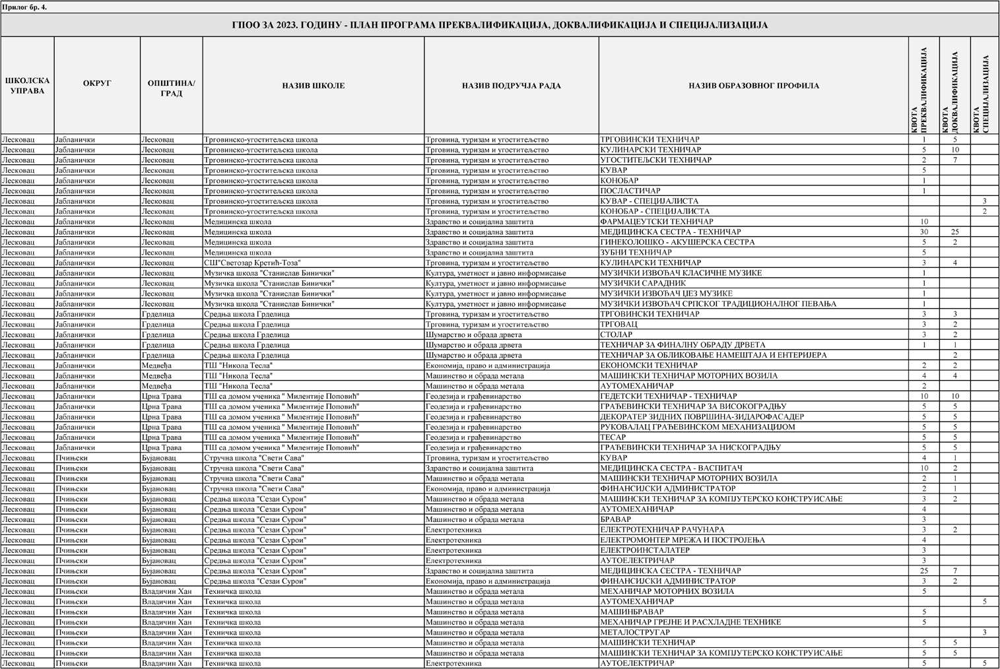 Прилог бр. 4.
ГПОО ЗА 2023. ГОДИНУ - ПЛАН ПРОГРАМА ПРЕКВАЛИФИКАЦИЈА, ДОКВАЛИФИКАЦИЈА И СПЕЦИЈАЛИЗАЦИЈА
ШКОЛСКА УПРАВА ОКРУГ ОПШТИНА/ ГРАД НАЗИВ ШКОЛЕ НАЗИВ ПОДРУЧЈА РАДА НАЗИВ ОБРАЗОВНОГ ПРОФИЛА КВОТА ПРЕКВАЛИФИКАЦИЈА КВОТА ДОКВАЛИФИКАЦИЈА КВОТА СПЕЦИЈАЛИЗАЦИЈА
Лесковац Јабланички Лесковац Трговинско-угоститељска школа Трговина, туризам и угоститељство ТРГОВИНСКИ ТЕХНИЧАР 1 5
Лесковац Јабланички Лесковац Трговинско-угоститељска школа Трговина, туризам и угоститељство КУЛИНАРСКИ ТЕХНИЧАР 5 10
Лесковац Јабланички Лесковац Трговинско-угоститељска школа Трговина, туризам и угоститељство УГОСТИТЕЉСКИ ТЕХНИЧАР 2 7
Лесковац Јабланички Лесковац Трговинско-угоститељска школа Трговина, туризам и угоститељство КУВАР 5
Лесковац Јабланички Лесковац Трговинско-угоститељска школа Трговина, туризам и угоститељство КОНОБАР 1
Лесковац Јабланички Лесковац Трговинско-угоститељска школа Трговина, туризам и угоститељство ПОСЛАСТИЧАР 1
Лесковац Јабланички Лесковац Трговинско-угоститељска школа Трговина, туризам и угоститељство КУВАР - СПЕЦИЈАЛИСТА 3
Лесковац Јабланички Лесковац Трговинско-угоститељска школа Трговина, туризам и угоститељство КОНОБАР - СПЕЦИЈАЛИСТА 2
Лесковац Јабланички Лесковац Медицинска школа Здравство и социјална заштита ФАРМАЦЕУТСКИ ТЕХНИЧАР 10
Лесковац Јабланички Лесковац Медицинска школа Здравство и социјална заштита МЕДИЦИНСКА СЕСТРА - ТЕХНИЧАР 30 25
Лесковац Јабланички Лесковац Медицинска школа Здравство и социјална заштита ГИНЕКОЛОШКО - АКУШЕРСКА СЕСТРА 5 2
Лесковац Јабланички Лесковац Медицинска школа Здравство и социјална заштита ЗУБНИ ТЕХНИЧАР 5
Лесковац Јабланички Лесковац СШ"Светозар Крстић-Тоза" Трговина, туризам и угоститељство КУЛИНАРСКИ ТЕХНИЧАР 3 4
Лесковац Јабланички Лесковац Музичка школа "Станислав Бинички" Култура, уметност и јавно информисање МУЗИЧКИ ИЗВОЂАЧ КЛАСИЧНЕ МУЗИКЕ 1
Лесковац Јабланички Лесковац Музичка школа "Станислав Бинички" Култура, уметност и јавно информисање МУЗИЧКИ САРАДНИК 1
Лесковац Јабланички Лесковац Музичка школа "Станислав Бинички" Култура, уметност и јавно информисање МУЗИЧКИ ИЗВОЂАЧ ЏЕЗ МУЗИКЕ 1
Лесковац Јабланички Лесковац Музичка школа "Станислав Бинички" Култура, уметност и јавно информисање МУЗИЧКИ ИЗВОЂАЧ СРПСКОГ ТРАДИЦИОНАЛНОГ ПЕВАЊА 1
Лесковац Јабланички Грделица Средња школа Грделица Трговина, туризам и угоститељство ТРГОВИНСКИ ТЕХНИЧАР 3 3
Лесковац Јабланички Грделица Средња школа Грделица Трговина, туризам и угоститељство ТРГОВАЦ 3 2
Лесковац Јабланички Грделица Средња школа Грделица Шумарство и обрада дрвета СТОЛАР 3 2
Лесковац Јабланички Грделица Средња школа Грделица Шумарство и обрада дрвета ТЕХНИЧАР ЗА ФИНАЛНУ ОБРАДУ ДРВЕТА 1 1
Лесковац Јабланички Грделица Средња школа Грделица Шумарство и обрада дрвета ТЕХНИЧАР ЗА ОБЛИКОВАЊЕ НАМЕШТАЈА И ЕНТЕРИЈЕРА 2
Лесковац Јабланички Медвеђа ТШ "Никола Тесла" Економија, право и администрација ЕКОНОМСКИ ТЕХНИЧАР 2 2
Лесковац Јабланички Медвеђа ТШ "Никола Тесла" Машинство и обрада метала МАШИНСКИ ТЕХНИЧАР МОТОРНИХ ВОЗИЛА 4 4
Лесковац Јабланички Медвеђа ТШ "Никола Тесла" Машинство и обрада метала АУТОМЕХАНИЧАР 2
Лесковац Јабланички Црна Трава ТШ са домом ученика " Милентије Поповић" Геодезија и грађевинарство ГЕДЕТСКИ ТЕХНИЧАР - ТЕХНИЧАР 10 10
Лесковац Јабланички Црна Трава ТШ са домом ученика " Милентије Поповић" Геодезија и грађевинарство ГРАЂЕВИНСКИ ТЕХНИЧАР ЗА ВИСОКОГРАДЊУ 5 5
Лесковац Јабланички Црна Трава ТШ са домом ученика " Милентије Поповић" Геодезија и грађевинарство ДЕКОРАТЕР ЗИДНИХ ПОВРШИНА-ЗИДАРОФАСАДЕР 5 5
Лесковац Јабланички Црна Трава ТШ са домом ученика " Милентије Поповић" Геодезија и грађевинарство РУКОВАЛАЦ ГРАЂЕВИНСКОМ МЕХАНИЗАЦИЈОМ 5 5
Лесковац Јабланички Црна Трава ТШ са домом ученика " Милентије Поповић" Геодезија и грађевинарство ТЕСАР 5 5
Лесковац Јабланички Црна Трава ТШ са домом ученика " Милентије Поповић" Геодезија и грађевинарство ГРАЂЕВИНСКИ ТЕХНИЧАР ЗА НИСКОГРАДЊУ 5 5
Лесковац Пчињски Бујановац Стручна школа "Свети Сава" Трговина, туризам и угоститељство КУВАР 4 1
Лесковац Пчињски Бујановац Стручна школа "Свети Сава" Здравство и социјална заштита МЕДИЦИНСКА СЕСТРА - ВАСПИТАЧ 10 2
Лесковац Пчињски Бујановац Стручна школа "Свети Сава" Машинство и обрада метала МАШИНСКИ ТЕХНИЧАР МОТОРНИХ ВОЗИЛА 2 1
Лесковац Пчињски Бујановац Стручна школа "Свети Сава" Економија, право и администрација ФИНАНСИЈСКИ АДМИНИСТРАТОР 2 1
Лесковац Пчињски Бујановац Средња школа "Сезаи Сурои" Машинство и обрада метала МАШИНСКИ ТЕХНИЧАР ЗА КОМПЈУТЕРСКО КОНСТРУИСАЊЕ 3 2
Лесковац Пчињски Бујановац Средња школа "Сезаи Сурои" Машинство и обрада метала АУТОМЕХАНИЧАР 4
Лесковац Пчињски Бујановац Средња школа "Сезаи Сурои" Машинство и обрада метала БРАВАР 3
Лесковац Пчињски Бујановац Средња школа "Сезаи Сурои" Електротехника ЕЛЕКТРОТЕХНИЧАР РАЧУНАРА 3 2
Лесковац Пчињски Бујановац Средња школа "Сезаи Сурои" Електротехника ЕЛЕКТРОМОНТЕР МРЕЖА И ПОСТРОЈЕЊА 4
Лесковац Пчињски Бујановац Средња школа "Сезаи Сурои" Електротехника ЕЛЕКТРОИНСТАЛАТЕР 3
Лесковац Пчињски Бујановац Средња школа "Сезаи Сурои" Електротехника АУТОЕЛЕКТРИЧАР 3
Лесковац Пчињски Бујановац Средња школа "Сезаи Сурои" Здравство и социјална заштита МЕДИЦИНСКА СЕСТРА - ТЕХНИЧАР 25 7
Лесковац Пчињски Бујановац Средња школа "Сезаи Сурои" Економија, право и администрација ФИНАНСИЈСКИ АДМИНИСТРАТОР 3 2
Лесковац Пчињски Владичин Хан Техничка школа Машинство и обрада метала МЕХАНИЧАР МОТОРНИХ ВОЗИЛА 5
Лесковац Пчињски Владичин Хан Техничка школа Машинство и обрада метала АУТОМЕХАНИЧАР 5
Лесковац Пчињски Владичин Хан Техничка школа Машинство и обрада метала МАШИНБРАВАР 5
Лесковац Пчињски Владичин Хан Техничка школа Машинство и обрада метала МЕХАНИЧАР ГРЕЈНЕ И РАСХЛАДНЕ ТЕХНИКЕ 5
Лесковац Пчињски Владичин Хан Техничка школа Машинство и обрада метала МЕТАЛОСТРУГАР 3
Лесковац Пчињски Владичин Хан Техничка школа Машинство и обрада метала МАШИНСКИ ТЕХНИЧАР 5 5
Лесковац Пчињски Владичин Хан Техничка школа Машинство и обрада метала МАШИНСКИ ТЕХНИЧАР ЗА КОМПЈУТЕРСКО КОНСТРУИСАЊЕ 5 5
Лесковац Пчињски Владичин Хан Техничка школа Електротехника АУТОЕЛЕКТРИЧАР 5 5